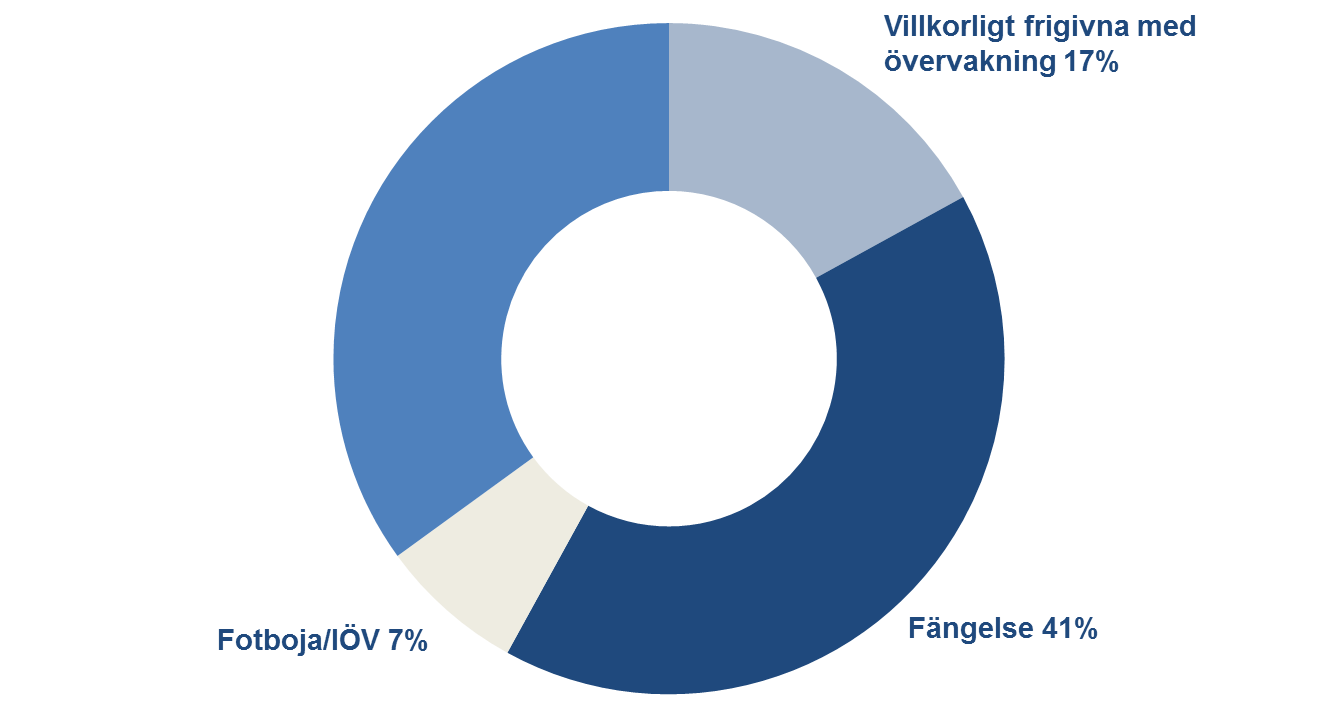 Villkorligt frigivna med
övervakning 17%
Fängelse 41%
Fotboja/IÖV 7%